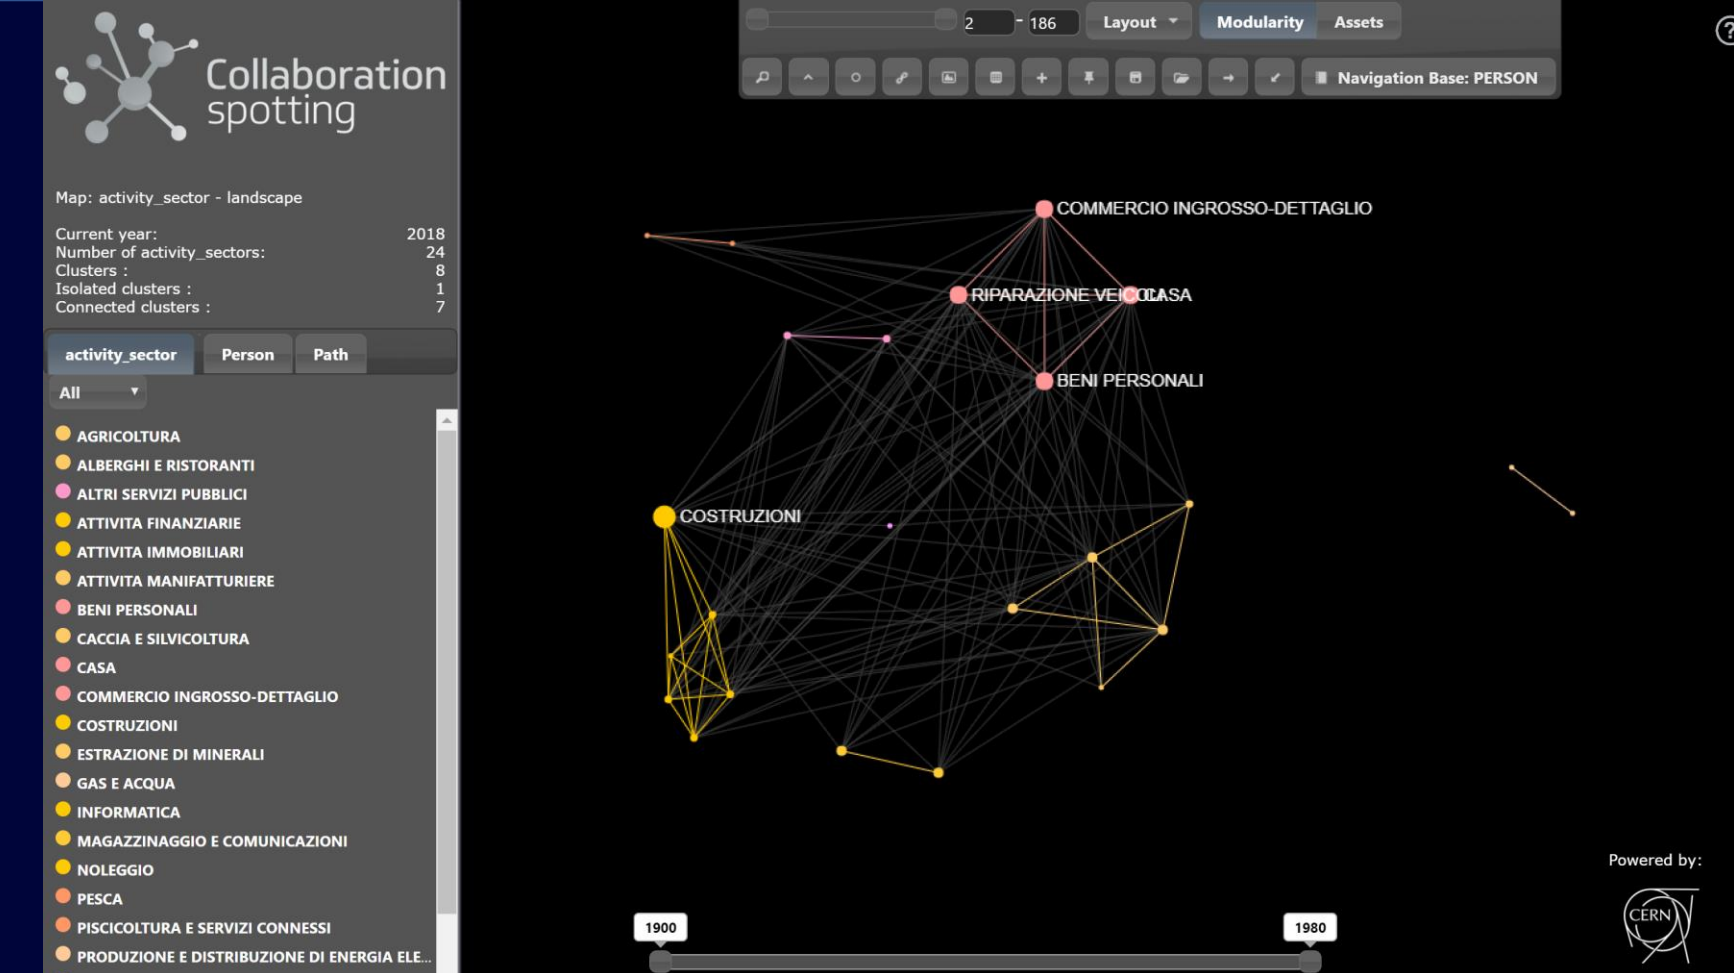 Collaboration
spotting
Map: activity_sector - landscape
Current year: 2018
Number of activity_sectors: 24
Clusters : 8
Isolated clusters : 1
Connected clusters : 7
activity_sector Person Path
All
AGRICOLTURA
ALBERGHI E RISTORANTI
ALTRI SERVIZI PUBBLICI
ATTIVITA FINANZIARIE
ATTIVITA IMMOBILIARI
ATTIVITA MANIFATTURIERE
BENI PERSONALI
CACCIA E SILVICOLTURA
CASA
COMMERCIO INGROSSO-DETTAGLIO
COSTRUZIONI
ESTRAZIONE DI MINERALI
GAS E ACQUA
INFORMATICA
MAGAZZINAGGIO E COMUNICAZIONI
NOLEGGIO
PESCA
PISCICOLTURA E SERVIZI CONNESSI
PRODUZIONE E DISTRIBUZIONE DI ENERGIA ELE...
2 - 186 Layout Modularity Assets
Navigation Base: PERSON
?
COMMERCIO INGROSSO-DETTAGLIO
RIPARAZIONE VEICOLI CASA
BENI PERSONALI
COSTRUZIONI
1900 1980
Powered by:
CERN